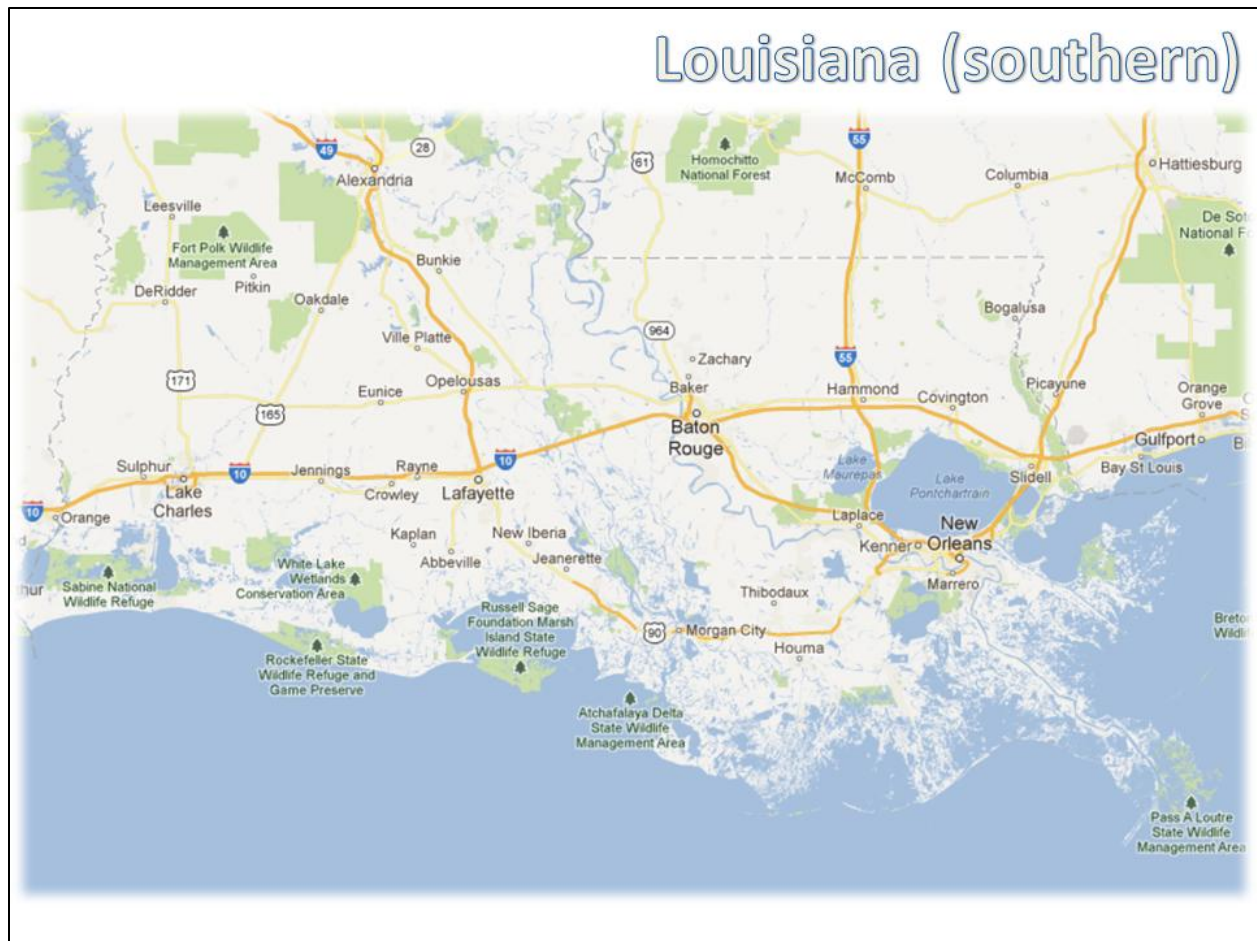 Louisiana (southern)
49
28
Alexandria
61
Homochitto
National Forest
55
McComb
Columbia
Hattiesburg
Leesville
De Soto
National Fo
Fort Polk Wildlife
Management Area
Pitkin
Bunkie
DeRidder
Oakdale
Bogalusa
964
Ville Platte
Zachary
55
171
Eunice
Opelousas
Baker
Hammond
Covington
Picayune
Orange
Grove
165
Baton
Rouge
Gulfport
Sulphur
10
Jennings
Rayne
10
Lake
Maurepas
Lake
Pontchartrain
Slidell
Bay St Louis
Lake
Charles
Crowley
Lafayette
10
Orange
Laplace
New
Orleans
Kaplan
New Iberia
Kenner
Abbeville
Jeanerette
White Lake
Wetlands
Conservation Area
Sabine National
Wildlife Refuge
hur
Marrero
Thibodaux
Russell Sage
Foundation Marsh
Island State
Wildlife Refuge
90
Morgan City
Houma
Breto
Wildli
Rockefeller State
Wildlife Refuge and
Game Preserve
Atchafalaya Delta
State Wildlife
Management Area
Pass A Loutre
State Wildlife
Management Area